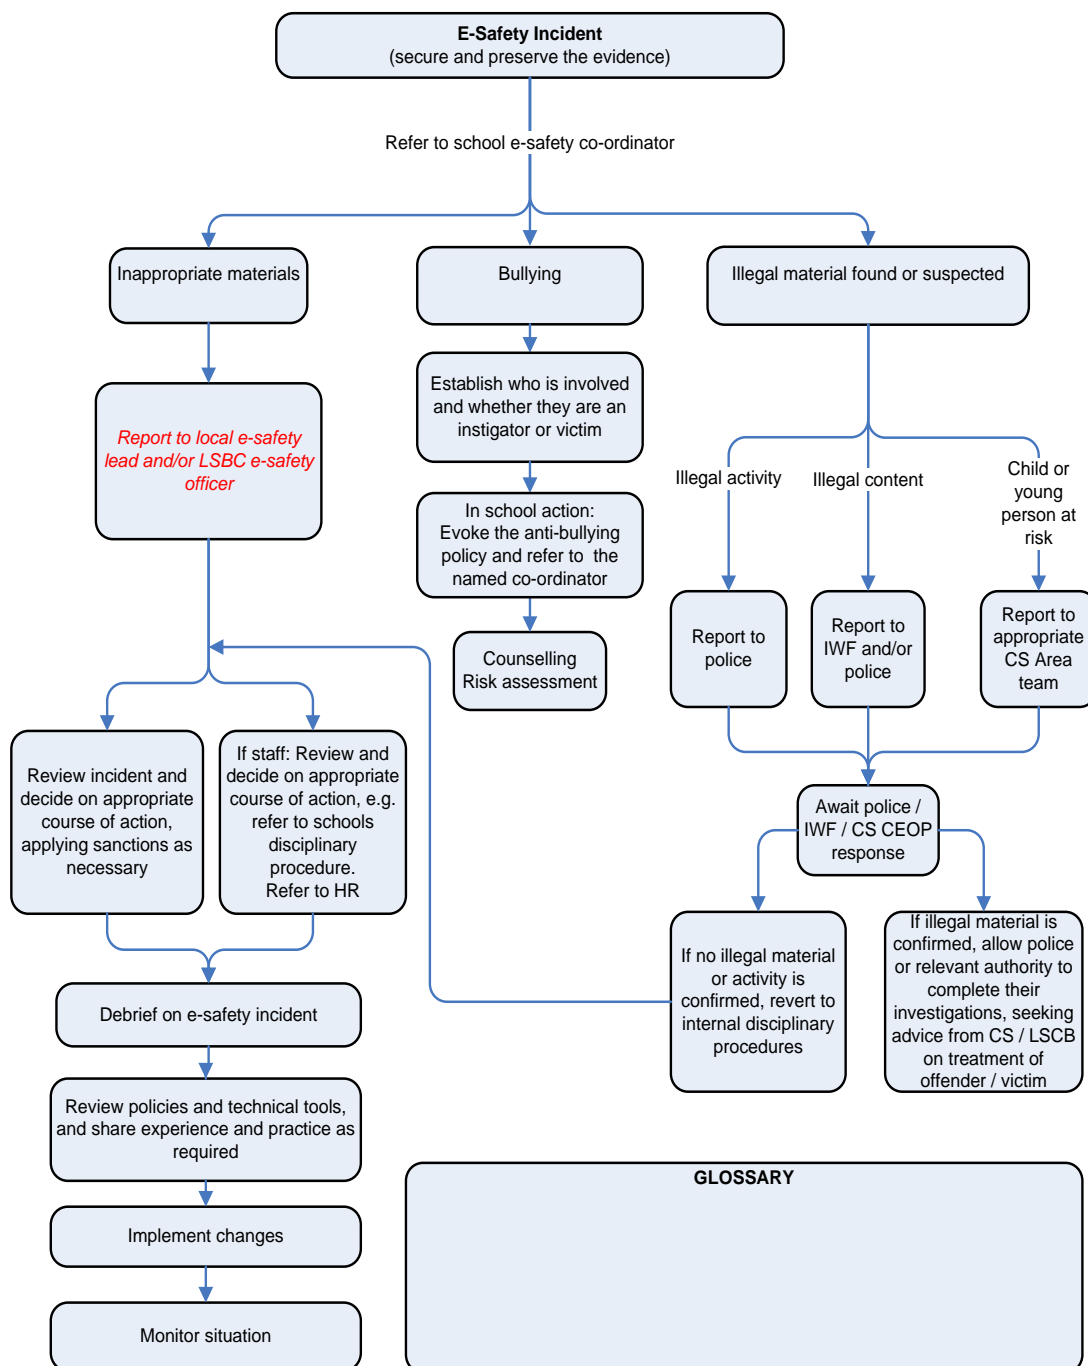 E-Safety Incident
(secure and preserve the evidence)
Refer to school e-safety co-ordinator
Inappropriate materials
Bullying
Illegal material found or suspected
Report to local e-safety
lead and/or LSBC e-safety
officer
Establish who is involved
and whether they are an
instigator or victim
In school action:
Evoke the anti-bullying
policy and refer to  the
named co-ordinator
Counselling
Risk assessment
Illegal activity
Illegal content
Child or
young
person at
risk
Report to
police
Report to
IWF and/or
police
Report to
appropriate
CS Area
team
Await police /
IWF / CS CEOP
response
If no illegal material
or activity is
confirmed, revert to
internal disciplinary
procedures
If illegal material is
confirmed, allow police
or relevant authority to
complete their
investigations, seeking
advice from CS / LSCB
on treatment of
offender / victim
Review incident and
decide on appropriate
course of action,
applying sanctions as
necessary
If staff: Review and
decide on appropriate
course of action, e.g.
refer to schools
disciplinary
procedure.
Refer to HR
Debrief on e-safety incident
Review policies and technical tools,
and share experience and practice as
required
Implement changes
Monitor situation
GLOSSARY